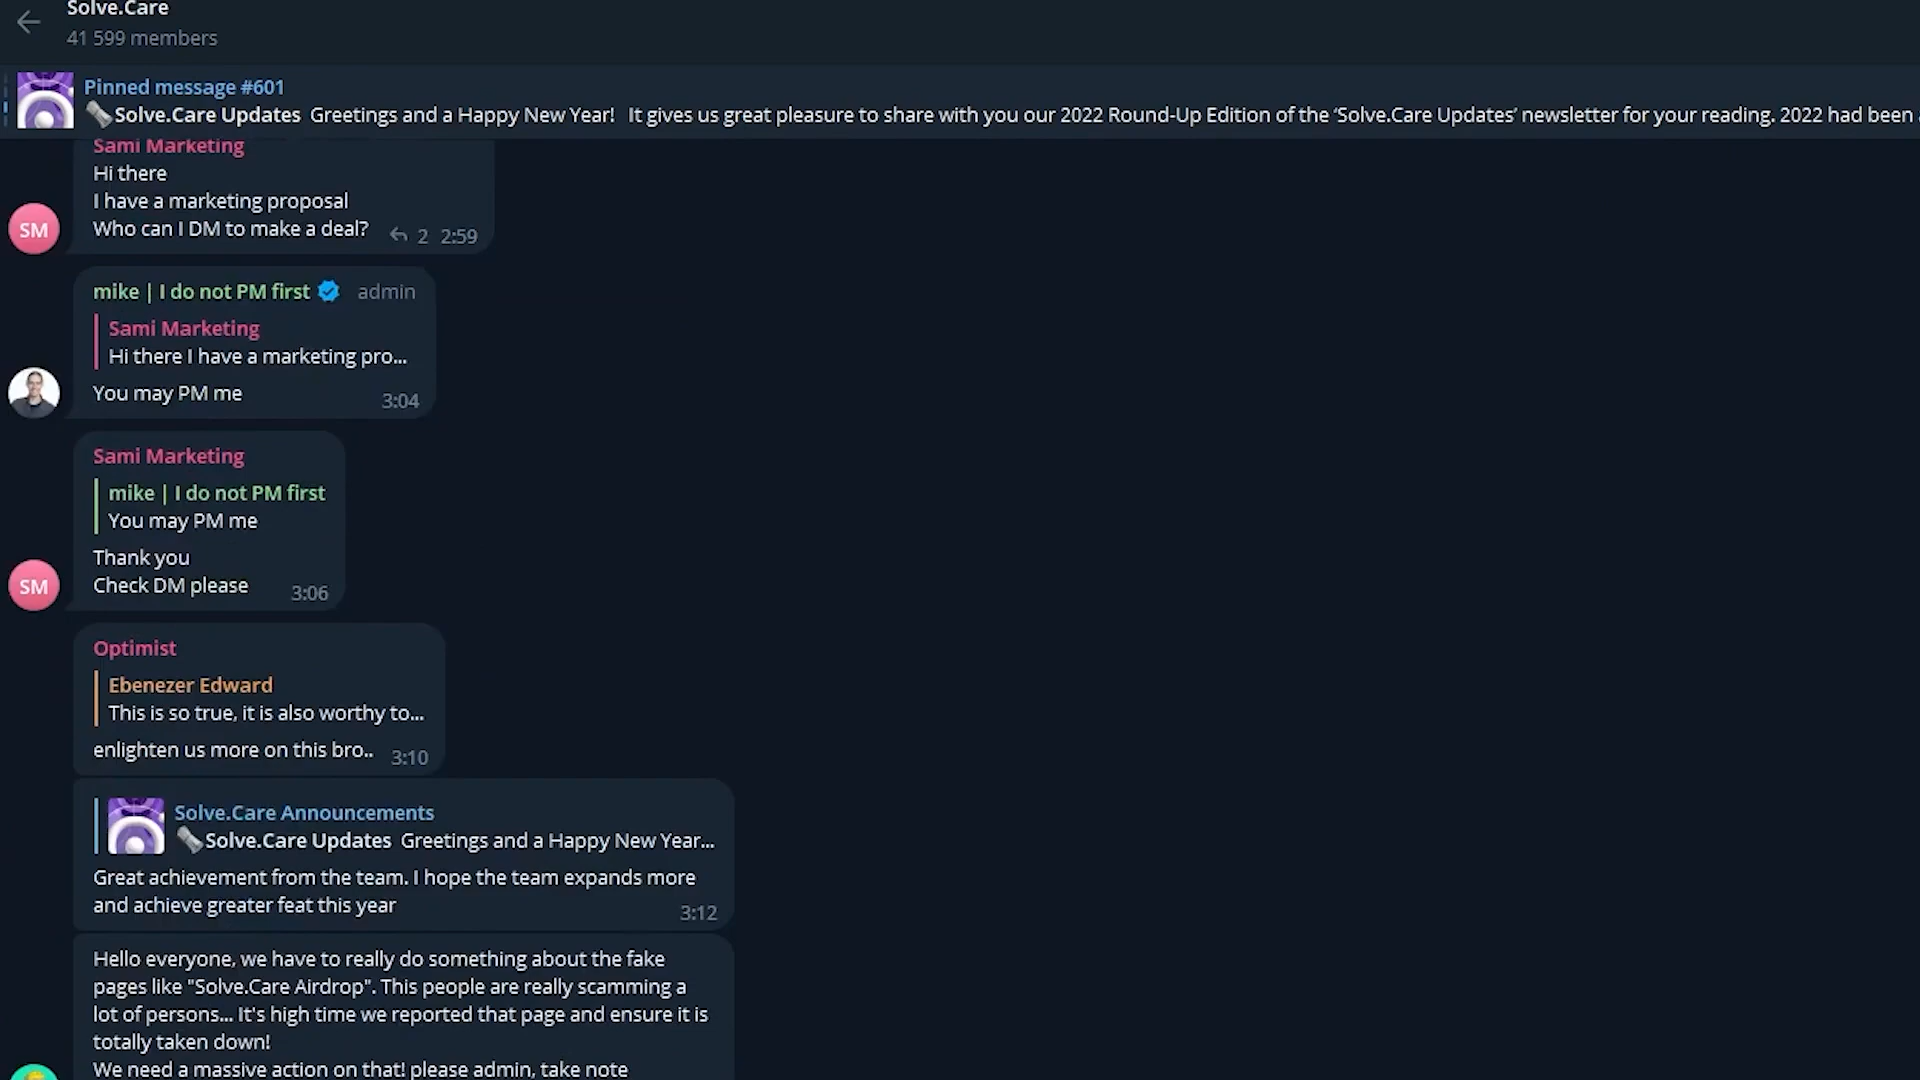 Solve.Care
41 599 members
Pinned message #601
Solve.Care Updates Greetings and a Happy New Year! It gives us great pleasure to share with you our 2022 Round-Up Edition of the ‘Solve.Care Updates’ newsletter for your reading. 2022 had been
Sami Marketing
Hi there
I have a marketing proposal
Who can I DM to make a deal? 2 2:59
SM
mike | I do not PM first admin
Sami Marketing
Hi there I have a marketing pro...
You may PM me 3:04
Sami Marketing
mike | I do not PM first
You may PM me
Thank you
Check DM please 3:06
SM
Optimist
Ebenezer Edward
This is so true, it is also worthy to...
enlighten us more on this bro.. 3:10
Solve.Care Announcements
Solve.Care Updates Greetings and a Happy New Year...
Great achievement from the team. I hope the team expands more
and achieve greater feat this year 3:12
Hello everyone, we have to really do something about the fake
pages like "Solve.Care Airdrop". This people are really scamming a
lot of persons... It's high time we reported that page and ensure it is
totally taken down!
We need a massive action on that! please admin, take note